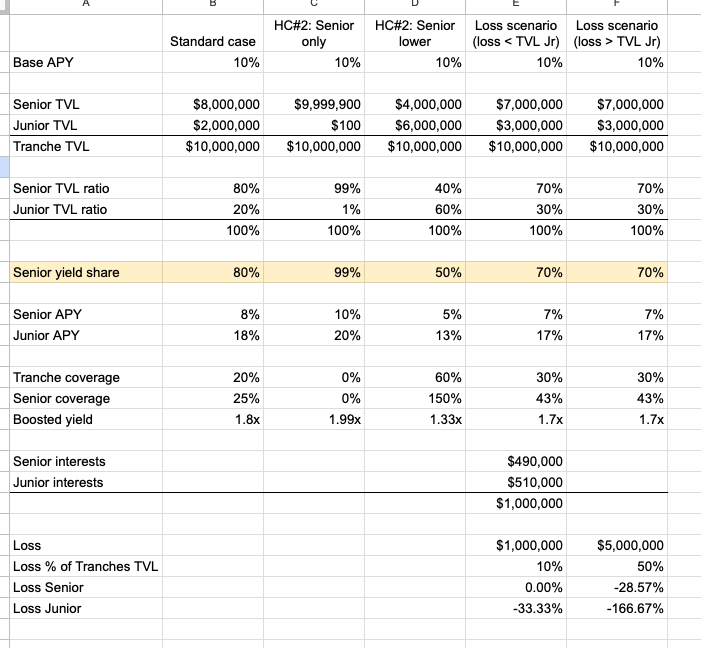 A B C D E F
Standard case HC#2: Senior only HC#2: Senior lower Loss scenario (loss < TVL Jr) Loss scenario (loss > TVL Jr)
Base APY 10% 10% 10% 10% 10%
Senior TVL $8,000,000 $9,999,900 $4,000,000 $7,000,000 $7,000,000
Junior TVL $2,000,000 $100 $6,000,000 $3,000,000 $3,000,000
Tranche TVL $10,000,000 $10,000,000 $10,000,000 $10,000,000 $10,000,000
Senior TVL ratio 80% 99% 40% 70% 70%
Junior TVL ratio 20% 1% 60% 30% 30%
100% 100% 100% 100% 100%
Senior yield share 80% 99% 50% 70% 70%
Senior APY 8% 10% 5% 7% 7%
Junior APY 18% 20% 13% 17% 17%
Tranche coverage 20% 0% 60% 30% 30%
Senior coverage 25% 0% 150% 43% 43%
Boosted yield 1.8x 1.99x 1.33x 1.7x 1.7x
Senior interests $490,000
Junior interests $510,000
$1,000,000
Loss $1,000,000 $5,000,000
Loss % of Tranches TVL 10% 50%
Loss Senior 0.00% -28.57%
Loss Junior -33.33% -166.67%